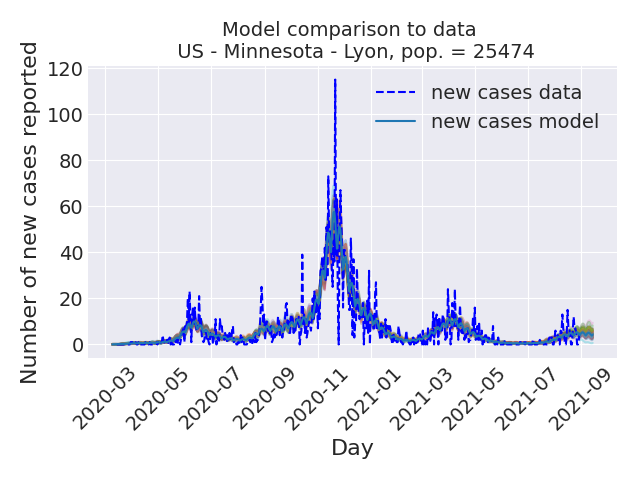 Model comparison to data
US - Minnesota - Lyon, pop. = 25474
Number of new cases reported
120
100
80
60
40
20
0
new cases data
new cases model
2020-03
2020-05
2020-07
2020-09
2020-11
2021-01
2021-03
2021-05
2021-07
2021-09
Day